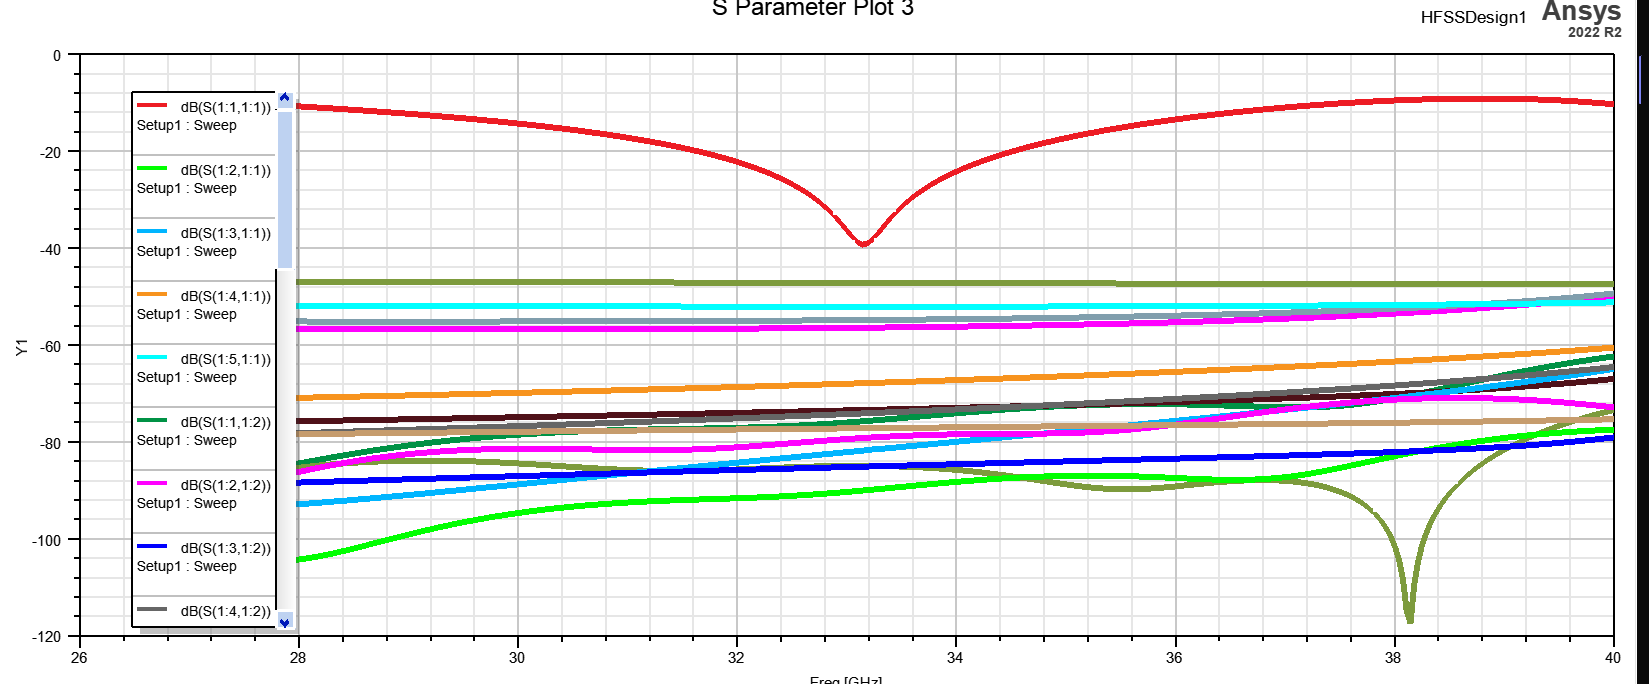 S Parameter Plot 3
HFSSDesign1
Ansys
2022 R2
0
-20
-40
-60
-80
-100
-120
Y1
dB(S(1:1,1:1))
Setup1 : Sweep
dB(S(1:2,1:1))
Setup1 : Sweep
dB(S(1:3,1:1))
Setup1 : Sweep
dB(S(1:4,1:1))
Setup1 : Sweep
dB(S(1:5,1:1))
Setup1 : Sweep
dB(S(1:1,1:2))
Setup1 : Sweep
dB(S(1:2,1:2))
Setup1 : Sweep
dB(S(1:3,1:2))
Setup1 : Sweep
dB(S(1:4,1:2))
26 28 30 32 34 36 38 40
Freq [GHz]